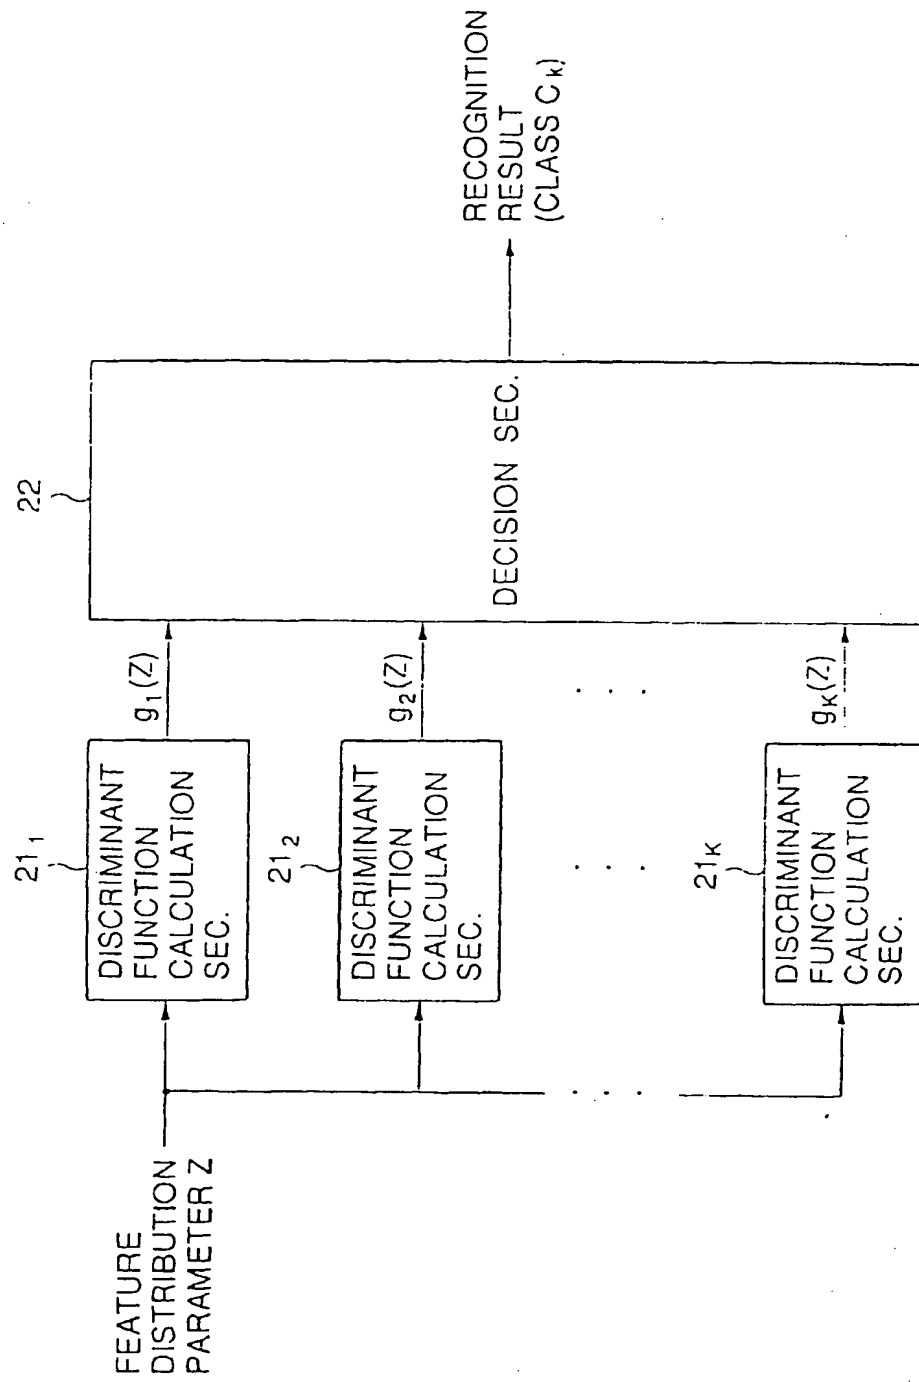 FEATURE
DISTRIBUTION
PARAMETER Z
21₁
DISCRIMINANT
FUNCTION
CALCULATION
SEC.
g₁(Z)
21₂
DISCRIMINANT
FUNCTION
CALCULATION
SEC.
g₂(Z)
. . .
. . .
. . .
21K
DISCRIMINANT
FUNCTION
CALCULATION
SEC.
gK(Z)
22
DECISION SEC.
RECOGNITION
RESULT
(CLASS Ck)